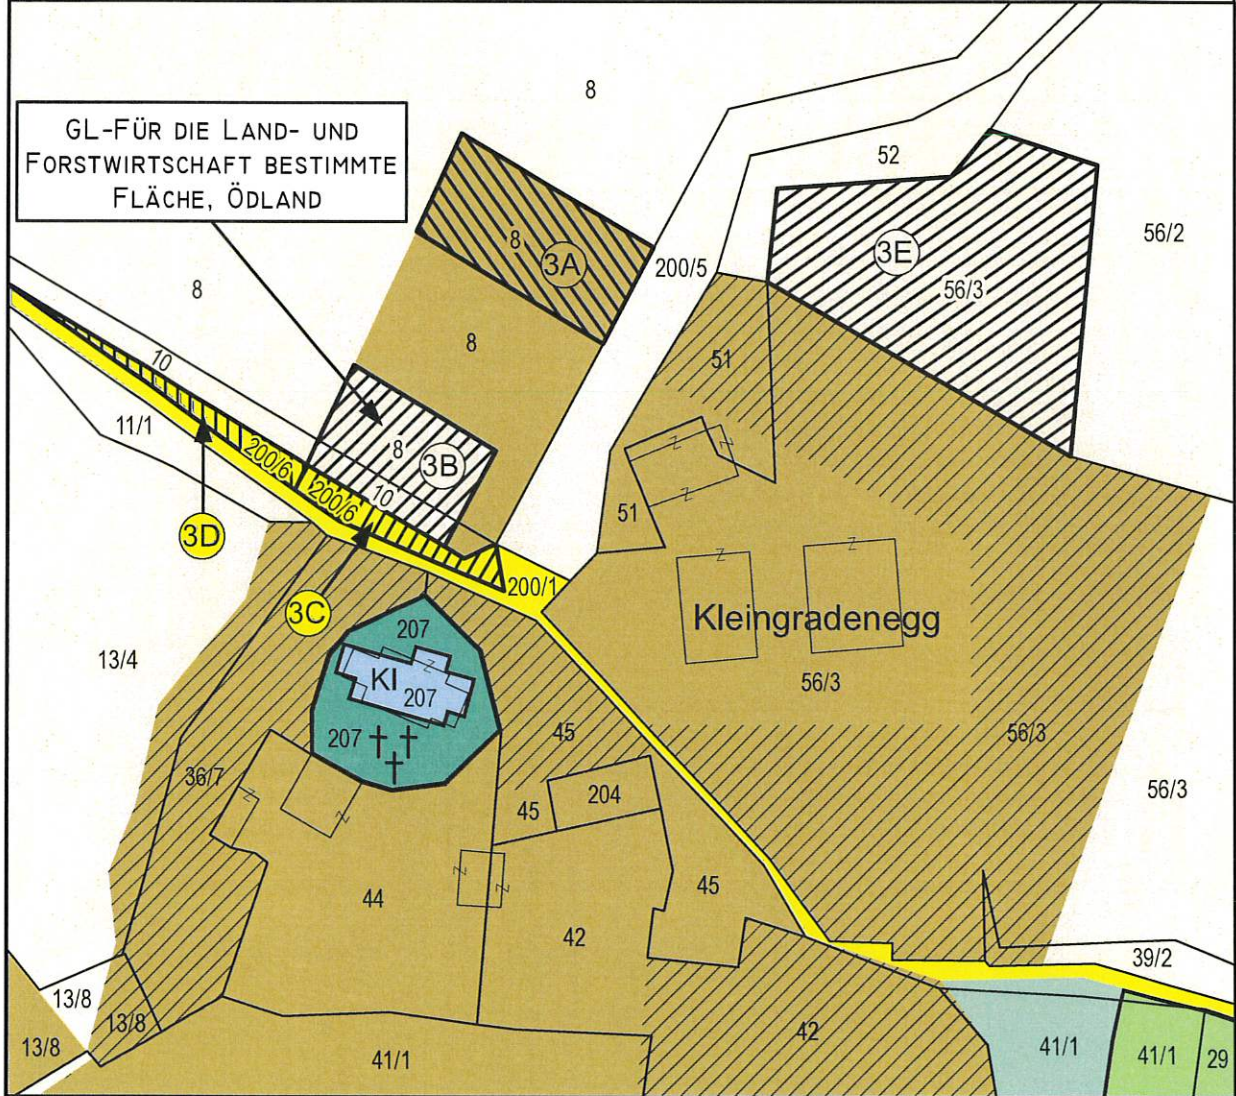 8
GL-FÜR DIE LAND- UND
FORSTWIRTSCHAFT BESTIMMTE
FLÄCHE, ÖDLAND
52
56/2
8
3A
200/5
3E
56/3
8
8
51
10
11/1
8
3B
200/6
200/6
10
51
3D
200/1
3C
Z
Z
Z
Z
Z
Kleingradenegg
13/4
207
Z
KI
207
56/3
207
45
56/3
36/7
56/3
Z
Z
45
204
Z
Z
45
44
42
39/2
13/8
13/8
13/8
41/1
42
41/1
41/1
29